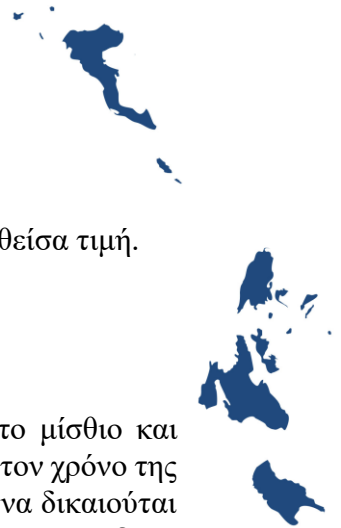 θείσα τιμή.
το μίσθιο και
τον χρόνο της
να δικαιούται